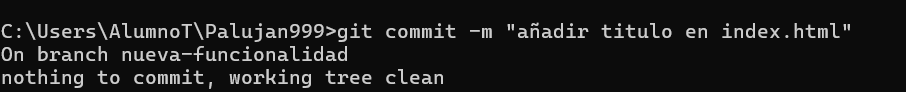 C:\Users\AlumnoT\Palujan999>git commit -m "añadir titulo en index.html"
On branch nueva-funcionalidad
nothing to commit, working tree clean